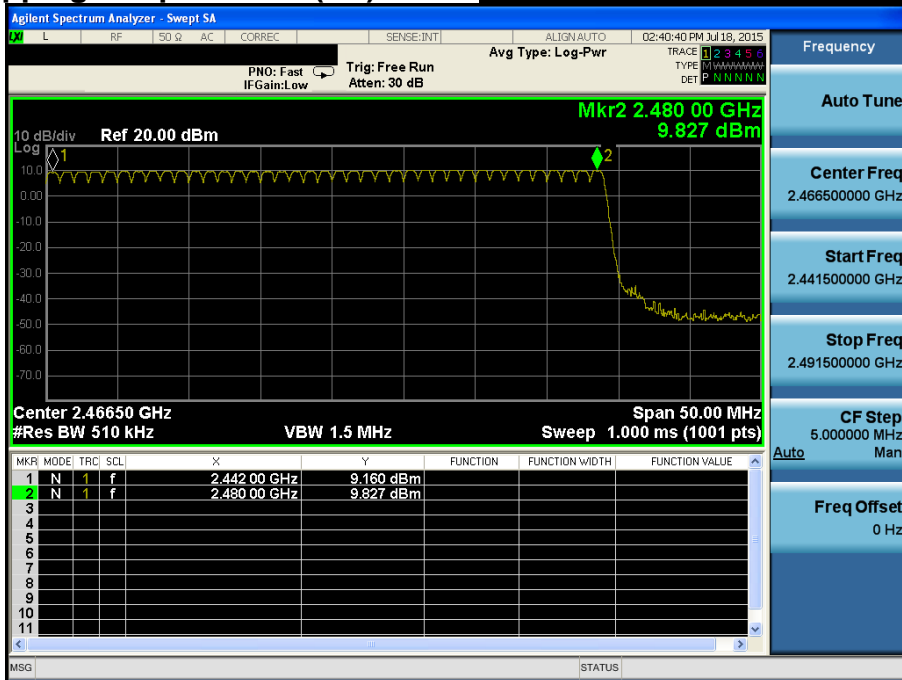 Agilent Spectrum Analyzer - Swept SA
LXI L RF 50 Ω AC CORREC SENSE:INT ALIGN AUTO 02:40:40 PM Jul 18, 2015
Avg Type: Log-Pwr TRACE 1 2 3 4 5 6
PNO: Fast Trig: Free Run TYPE M W W W W W
IFGain:Low Atten: 30 dB DET P N N N N N
Mkr2 2.480 00 GHz
9.827 dBm
10 dB/div Ref 20.00 dBm
Log
1
2
10.0
0.00
-10.0
-20.0
-30.0
-40.0
-50.0
-60.0
-70.0
Center 2.46650 GHz Span 50.00 MHz
#Res BW 510 kHz VBW 1.5 MHz Sweep 1.000 ms (1001 pts)
MKR MODE TRC SCL X Y FUNCTION FUNCTION WIDTH FUNCTION VALUE
1 N 1 f 2.442 00 GHz 9.160 dBm
2 N 1 f 2.480 00 GHz 9.827 dBm
3
4
5
6
7
8
9
10
11
MSG STATUS
Frequency
Auto Tune
Center Freq
2.466500000 GHz
Start Freq
2.441500000 GHz
Stop Freq
2.491500000 GHz
CF Step
5.000000 MHz
Auto Man
Freq Offset
0 Hz